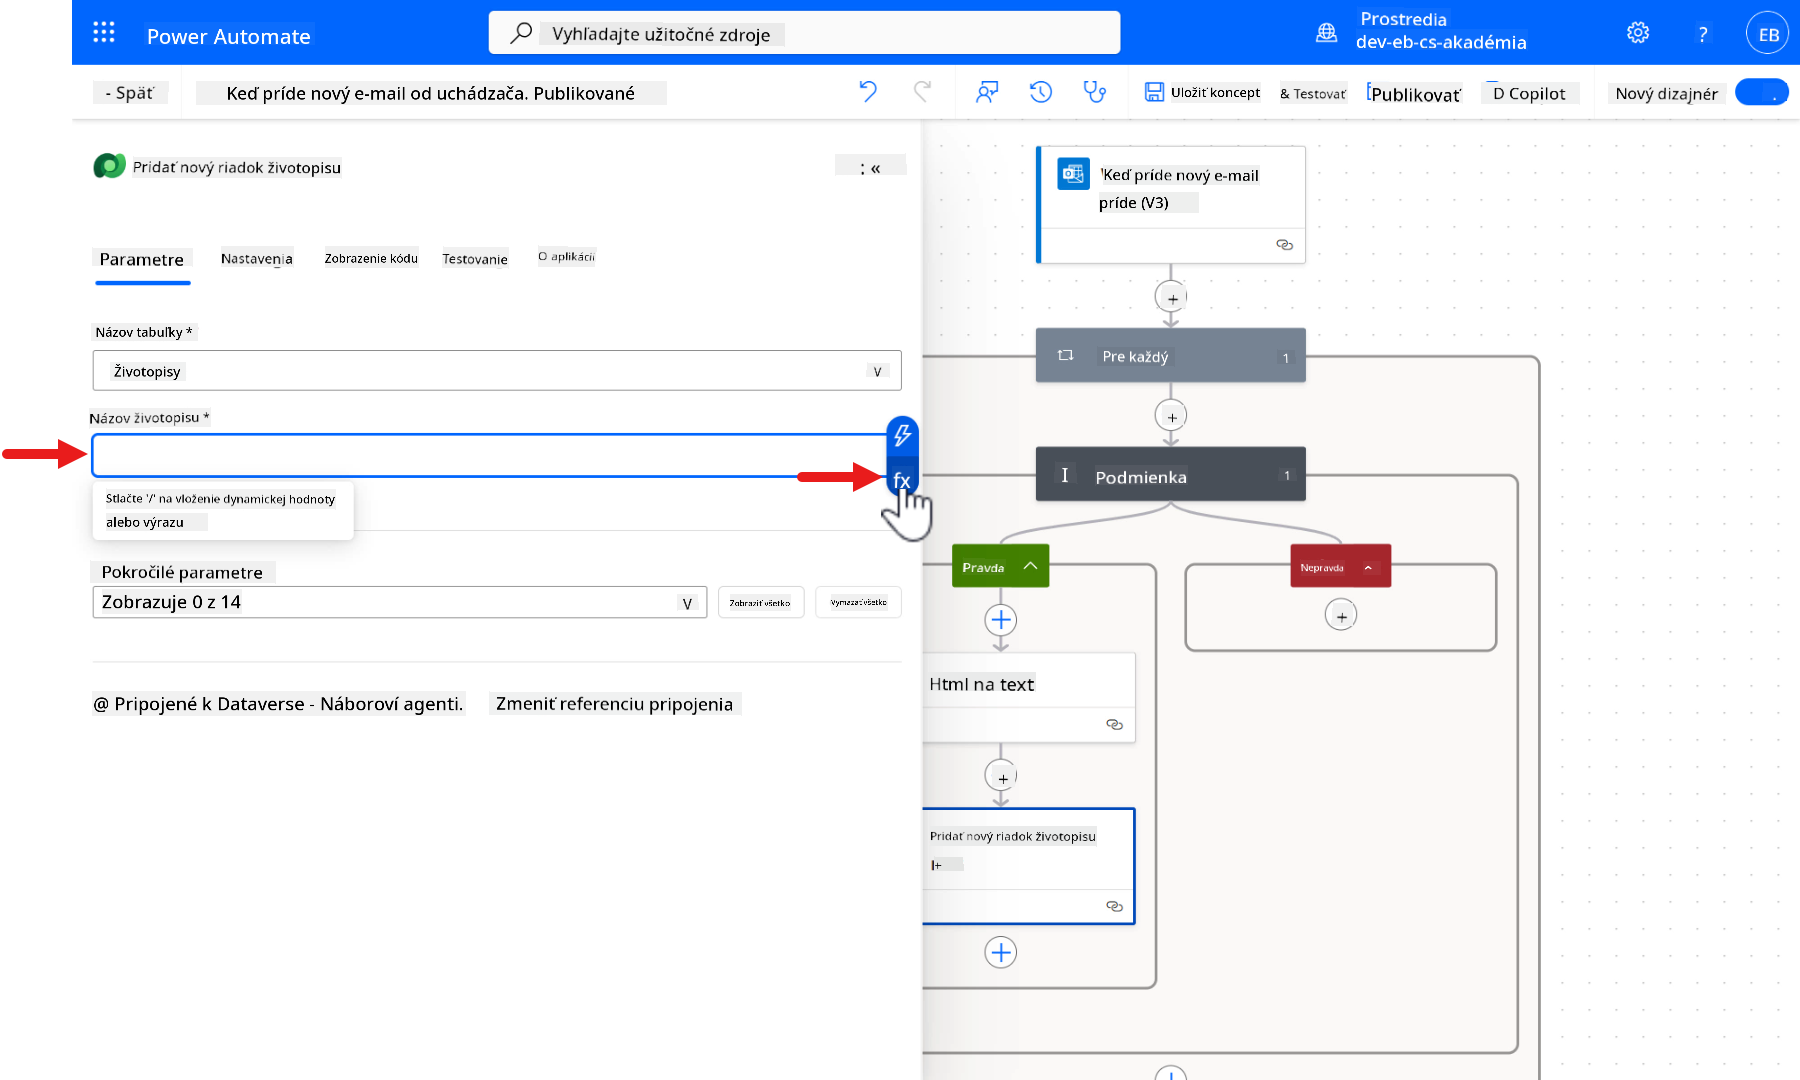 Power Automate
Vyhľadajte užitočné zdroje
Prostredia
dev-eb-cs-akadémia
?
EB
- Späť
Keď príde nový e-mail od uchádzača. Publikované
Uložiť koncept
& Testovať
Publikovať
D Copilot
Nový dizajnér
Pridať nový riadok životopisu
: «
Parametre
Nastavenia
Zobrazenie kódu
Testovanie
O aplikácii
Názov tabuľky *
Životopisy
Názov životopisu *
fx
Stlačte '/' na vloženie dynamickej hodnoty
alebo výrazu
Pokročilé parametre
Zobrazuje 0 z 14
Zobraziť všetko
Vymazať všetko
@ Pripojené k Dataverse - Náboroví agenti.
Zmeniť referenciu pripojenia
'Keď príde nový e-mail
príde (V3)
Pre každý
1
Podmienka
1
Pravda
Nepravda
Html na text
Pridať nový riadok životopisu